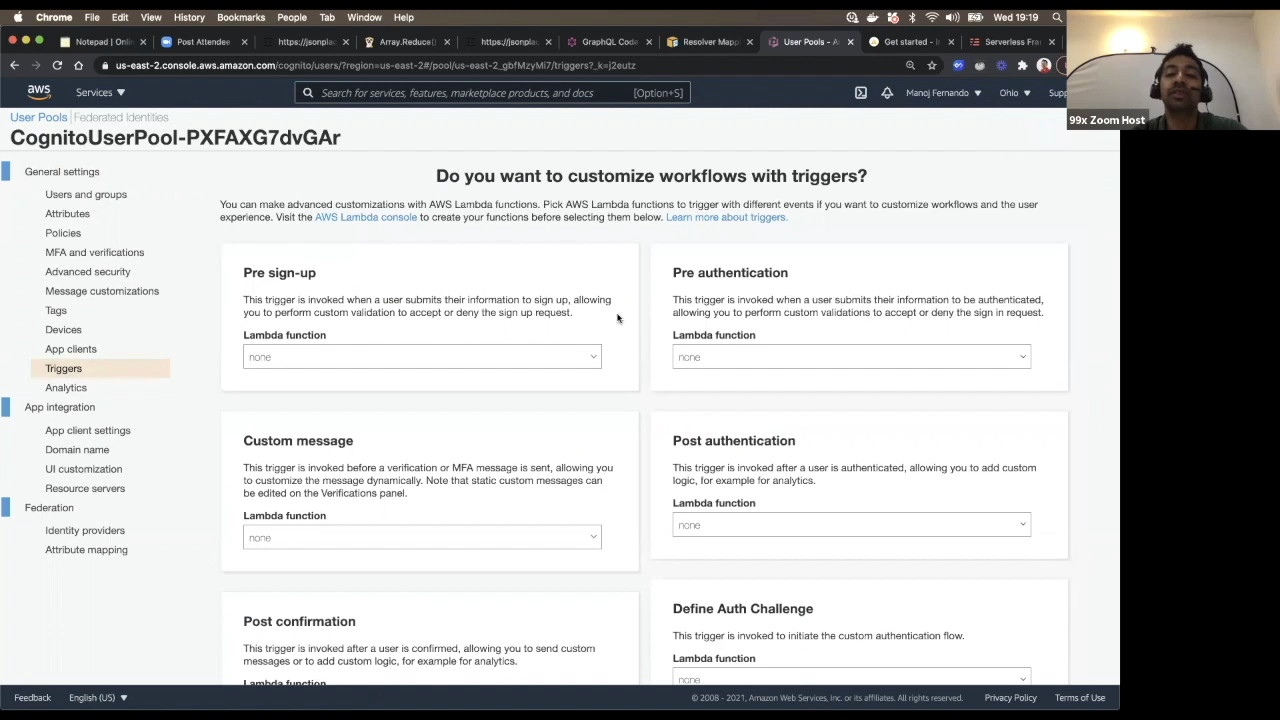 Chrome File Edit View History Bookmarks People Tab Window Help Wed 19:19
Notepad | Onli Post Attendee https://jsonplac Array.Reduce() https://jsonplac GraphQL Code Resolver Mapp User Pools - A Get started - I Serverless Fra
us-east-2.console.aws.amazon.com/cognito/users/?region=us-east-2#/pool/us-east-2_gbfMzyMi7/triggers?_k=j2eutz
aws Services Search for services, features, marketplace products, and docs [Option+S] Manoj Fernando Ohio Supp
99x Zoom Host
User Pools | Federated Identities
CognitoUserPool-PXFAXG7dvGAr
General settings
Users and groups
Attributes
Policies
MFA and verifications
Advanced security
Message customizations
Tags
Devices
App clients
Triggers
Analytics
App integration
App client settings
Domain name
UI customization
Resource servers
Federation
Identity providers
Attribute mapping
Do you want to customize workflows with triggers?
You can make advanced customizations with AWS Lambda functions. Pick AWS Lambda functions to trigger with different events if you want to customize workflows and the user
experience. Visit the AWS Lambda console to create your functions before selecting them below. Learn more about triggers.
Pre sign-up
This trigger is invoked when a user submits their information to sign up, allowing
you to perform custom validation to accept or deny the sign up request.
Lambda function
none
Pre authentication
This trigger is invoked when a user submits their information to be authenticated,
allowing you to perform custom validations to accept or deny the sign in request.
Lambda function
none
Custom message
This trigger is invoked before a verification or MFA message is sent, allowing you
to customize the message dynamically. Note that static custom messages can
be edited on the Verifications panel.
Lambda function
none
Post authentication
This trigger is invoked after a user is authenticated, allowing you to add custom
logic, for example for analytics.
Lambda function
none
Post confirmation
This trigger is invoked after a user is confirmed, allowing you to send custom
messages or to add custom logic, for example for analytics.
Lambda function
Define Auth Challenge
This trigger is invoked to initiate the custom authentication flow.
Lambda function
none
Feedback English (US) © 2008 - 2021, Amazon Web Services, Inc. or its affiliates. All rights reserved. Privacy Policy Terms of Use